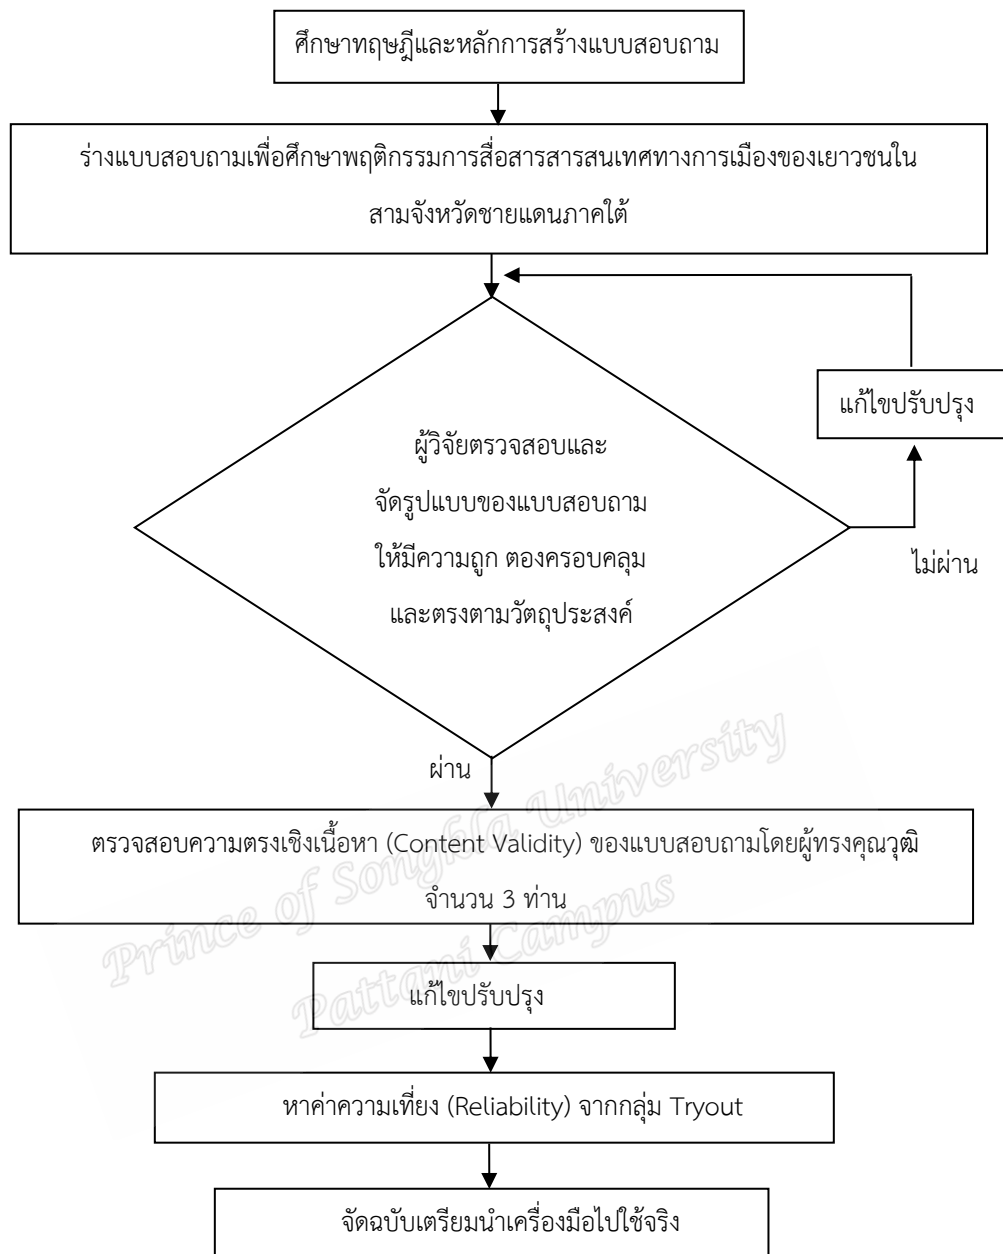 ศึกษาทฤษฎีและหลักการสร้างแบบสอบถาม
ร่างแบบสอบถามเพื่อศึกษาพฤติกรรมการสื่อสารสารสนเทศทางการเมืองของเยาวชนใน
สามจังหวัดชายแดนภาคใต้
แก้ไขปรับปรุง
ผู้วิจัยตรวจสอบและ
จัดรูปแบบของแบบสอบถาม
ให้มีความถูก ตองครอบคลุม
และตรงตามวัตถุประสงค์
ไม่ผ่าน
ผ่าน
ตรวจสอบความตรงเชิงเนื้อหา (Content Validity) ของแบบสอบถามโดยผู้ทรงคุณวุฒิ
จำนวน 3 ท่าน
Prince of Songkla University
Pattani Campus
แก้ไขปรับปรุง
หาค่าความเที่ยง (Reliability) จากกลุ่ม Tryout
จัดฉบับเตรียมนำเครื่องมือไปใช้จริง